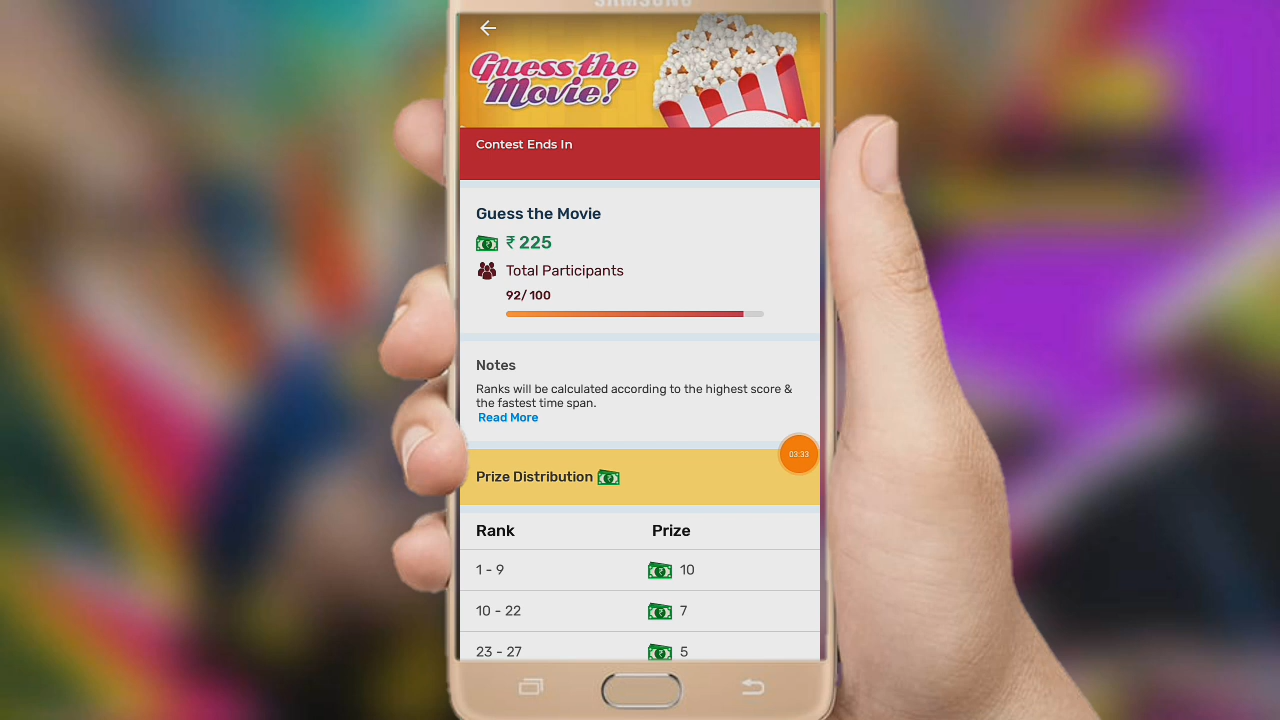 SAMSUNG
Guess the
Movie!
Contest Ends In
Guess the Movie
₹ 225
Total Participants
92/ 100
Notes
Ranks will be calculated according to the highest score &
the fastest time span.
Read More
03:33
Prize Distribution
Rank Prize
1 - 9 10
10 - 22 7
23 - 27 5